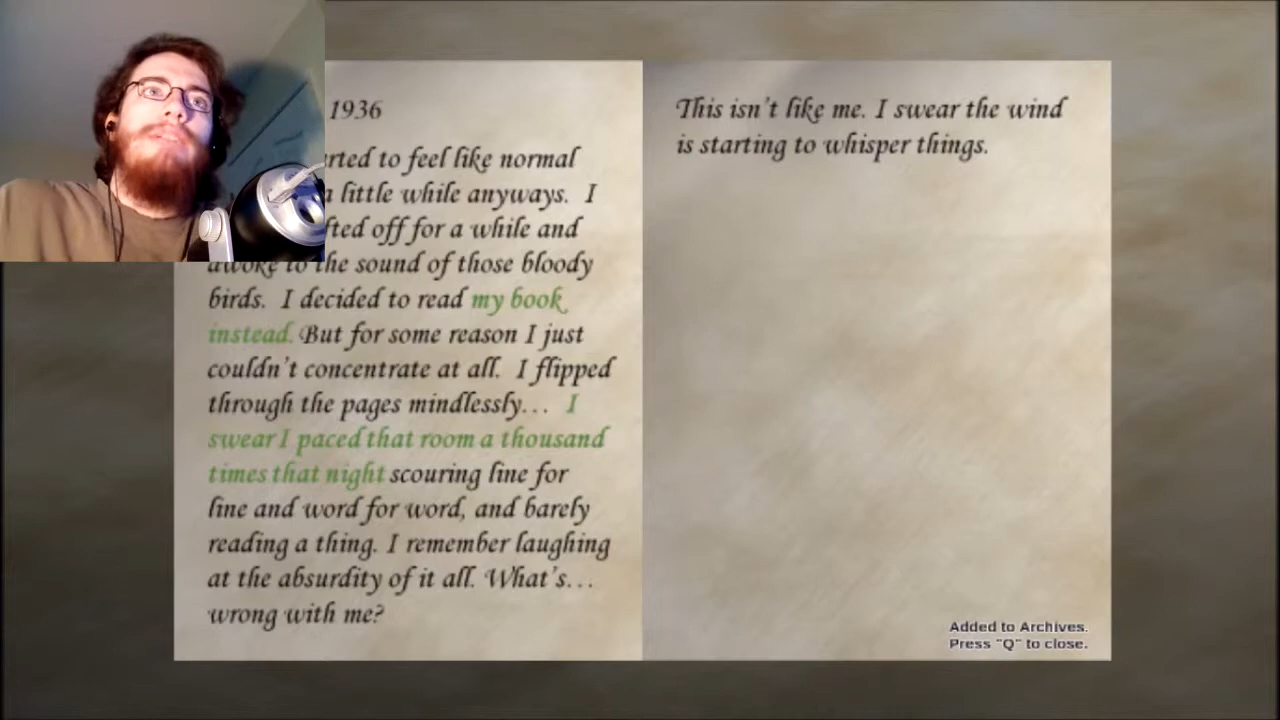 1936
rted to feel like normal
a little while anyways. I
fted off for a while and
awoke to the sound of those bloody
birds. I decided to read my book
instead. But for some reason I just
couldn't concentrate at all. I flipped
through the pages mindlessly... I
swear I paced that room a thousand
times that night scouring line for
line and word for word, and barely
reading a thing. I remember laughing
at the absurdity of it all. What's...
wrong with me?
This isn't like me. I swear the wind
is starting to whisper things.
Added to Archives.
Press "Q" to close.